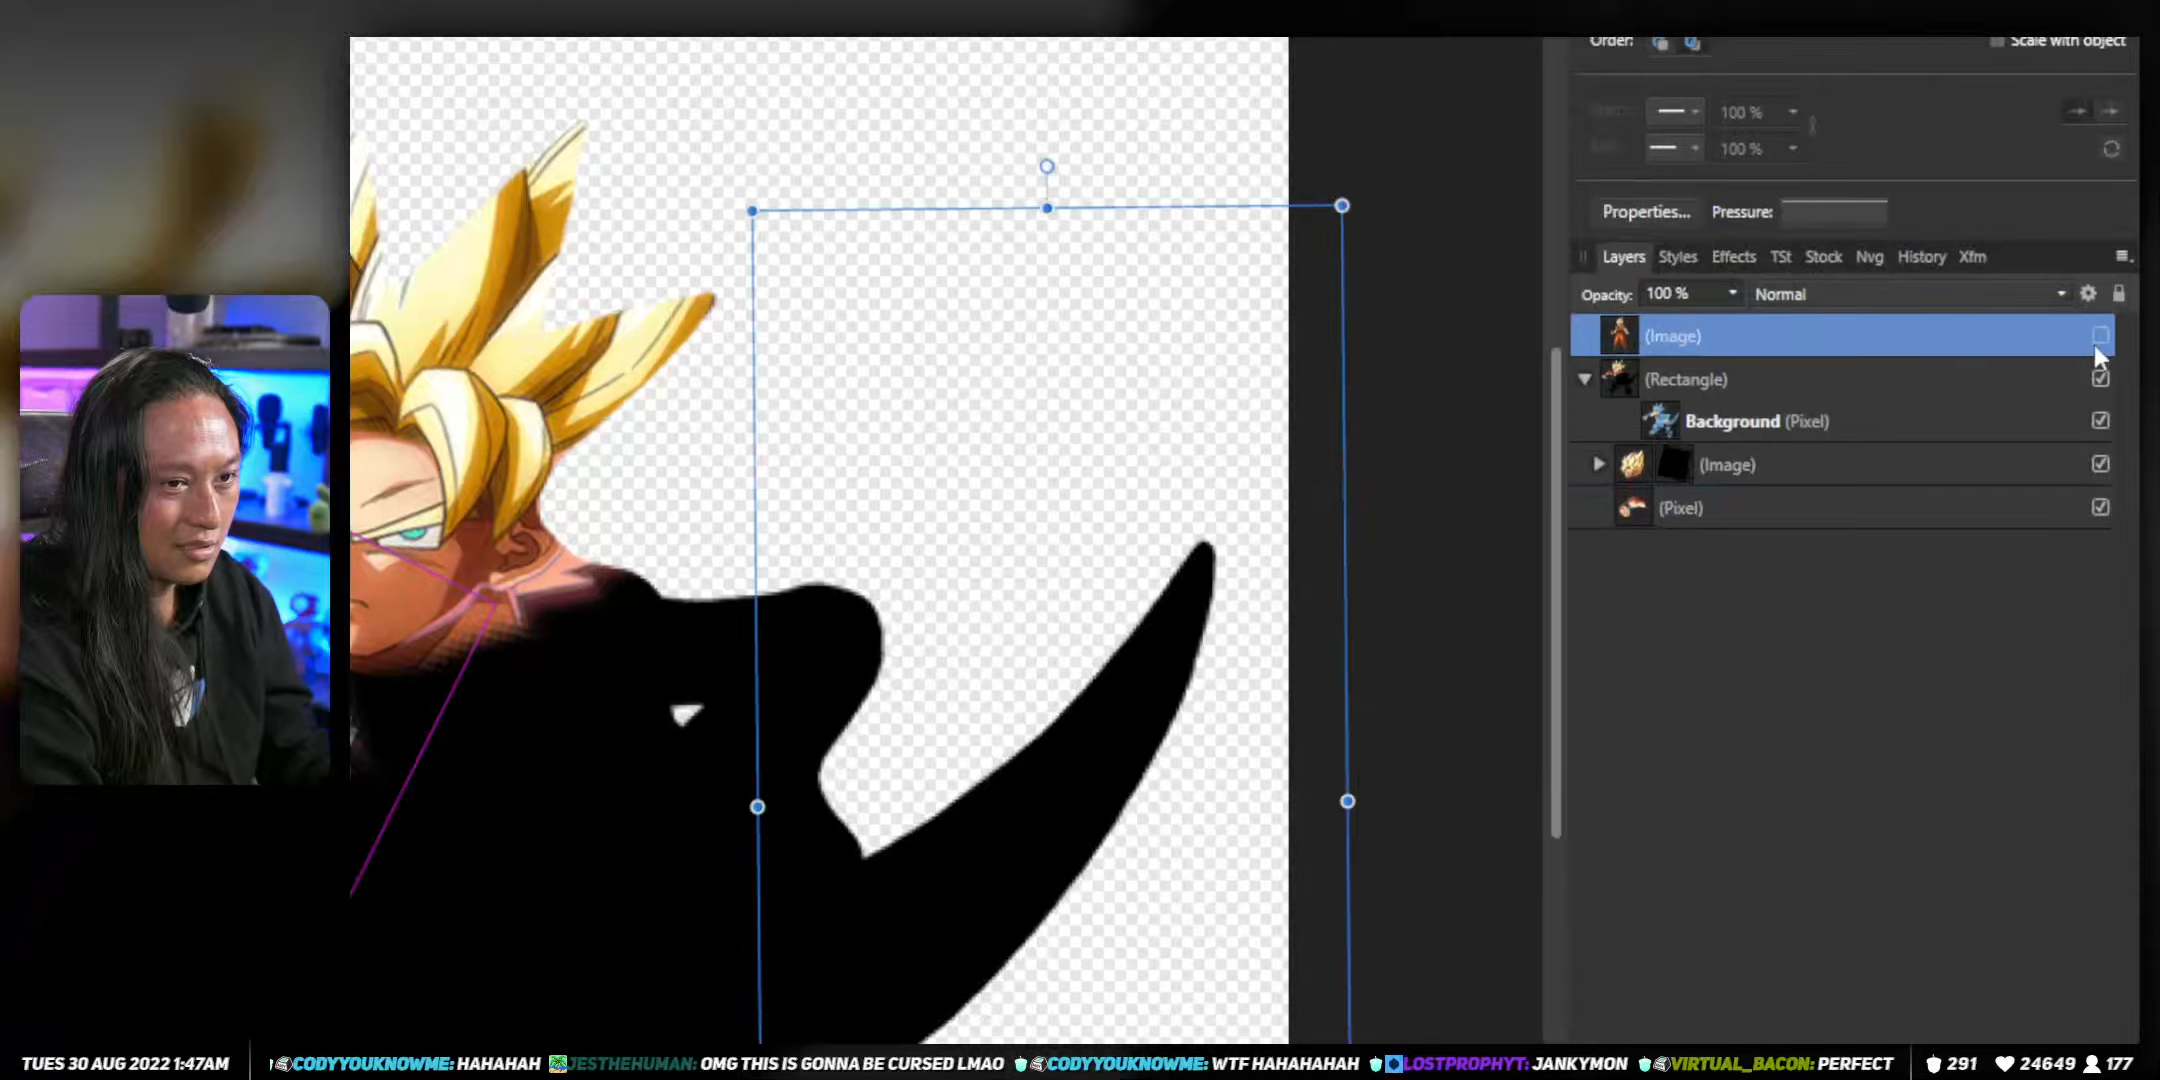 Order:
Scale with object
100 %
100 %
Properties...
Pressure:
Layers Styles Effects TSt Stock Nvg History Xfm
Opacity: 100 % Normal
(Image)
(Rectangle)
Background (Pixel)
(Image)
(Pixel)
TUES 30 AUG 2022 1:47AM CODYYOUKNOWME: HAHAHAH JESTHEHUMAN: OMG THIS IS GONNA BE CURSED LMAO CODYYOUKNOWME: WTF HAHAHAHAH LOSTPROPHYT: JANKYMON VIRTUAL_BACON: PERFECT 291 24649 177